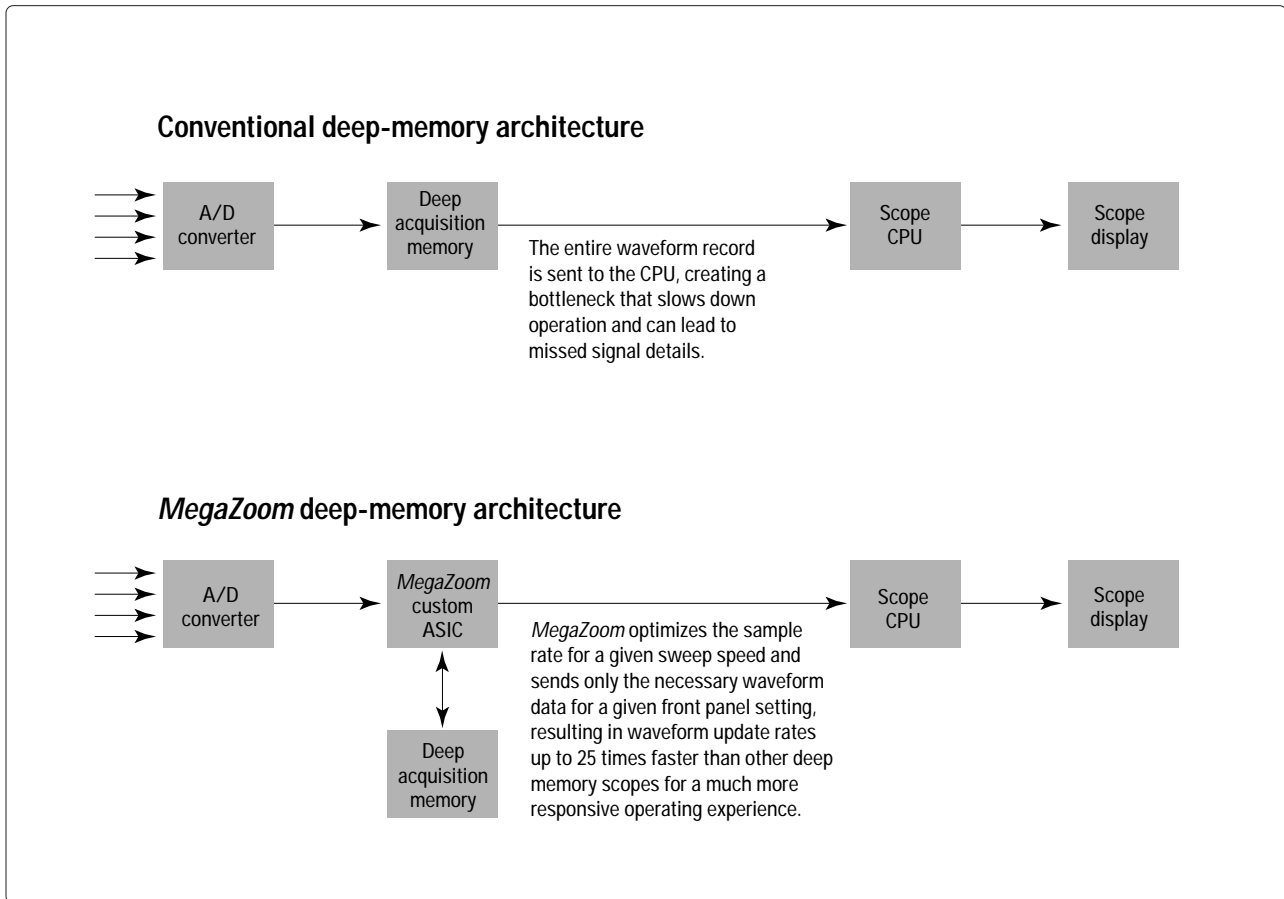 Conventional deep-memory architecture
A/D
converter
Deep
acquisition
memory
The entire waveform record
is sent to the CPU, creating a
bottleneck that slows down
operation and can lead to
missed signal details.
Scope
CPU
Scope
display
MegaZoom deep-memory architecture
A/D
converter
MegaZoom
custom
ASIC
Deep
acquisition
memory
MegaZoom optimizes the sample
rate for a given sweep speed and
sends only the necessary waveform
data for a given front panel setting,
resulting in waveform update rates
up to 25 times faster than other deep
memory scopes for a much more
responsive operating experience.
Scope
CPU
Scope
display